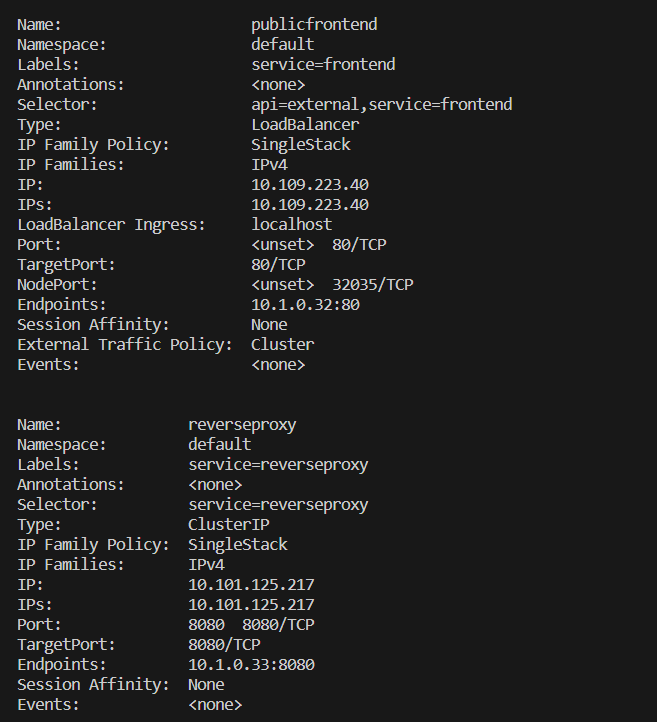 Name: publicfrontend
Namespace: default
Labels: service=frontend
Annotations: <none>
Selector: api=external,service=frontend
Type: LoadBalancer
IP Family Policy: SingleStack
IP Families: IPv4
IP: 10.109.223.40
IPs: 10.109.223.40
LoadBalancer Ingress: localhost
Port: <unset> 80/TCP
TargetPort: 80/TCP
NodePort: <unset> 32035/TCP
Endpoints: 10.1.0.32:80
Session Affinity: None
External Traffic Policy: Cluster
Events: <none>
Name: reverseproxy
Namespace: default
Labels: service=reverseproxy
Annotations: <none>
Selector: service=reverseproxy
Type: ClusterIP
IP Family Policy: SingleStack
IP Families: IPv4
IP: 10.101.125.217
IPs: 10.101.125.217
Port: 8080 8080/TCP
TargetPort: 8080/TCP
Endpoints: 10.1.0.33:8080
Session Affinity: None
Events: <none>